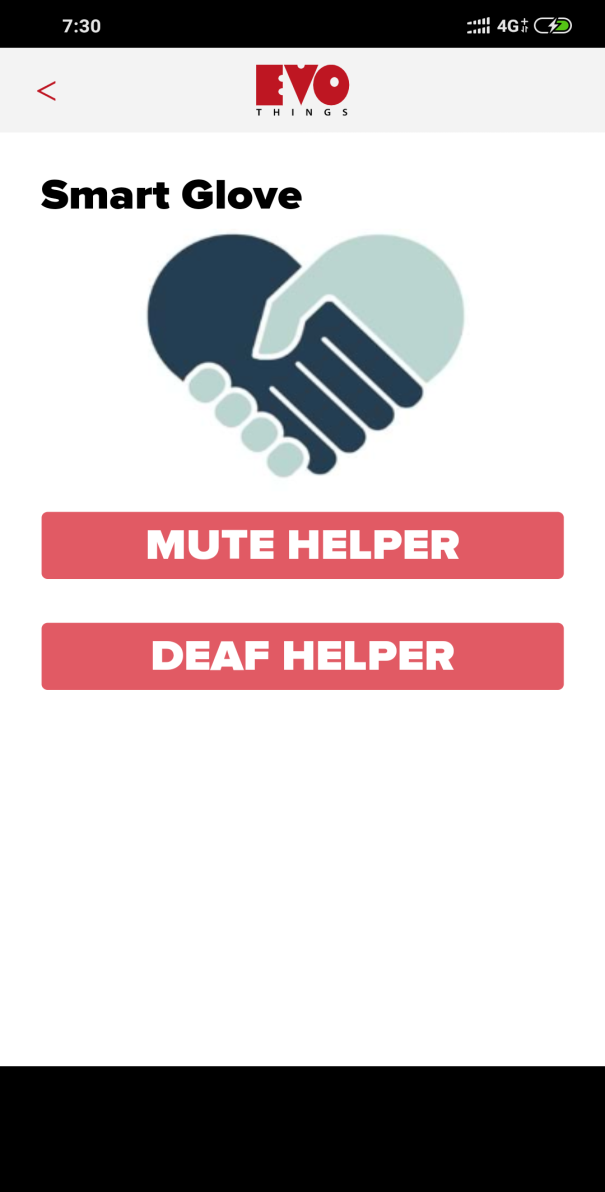 7:30
4G+
<
EVO
THINGS
Smart Glove
MUTE HELPER
DEAF HELPER